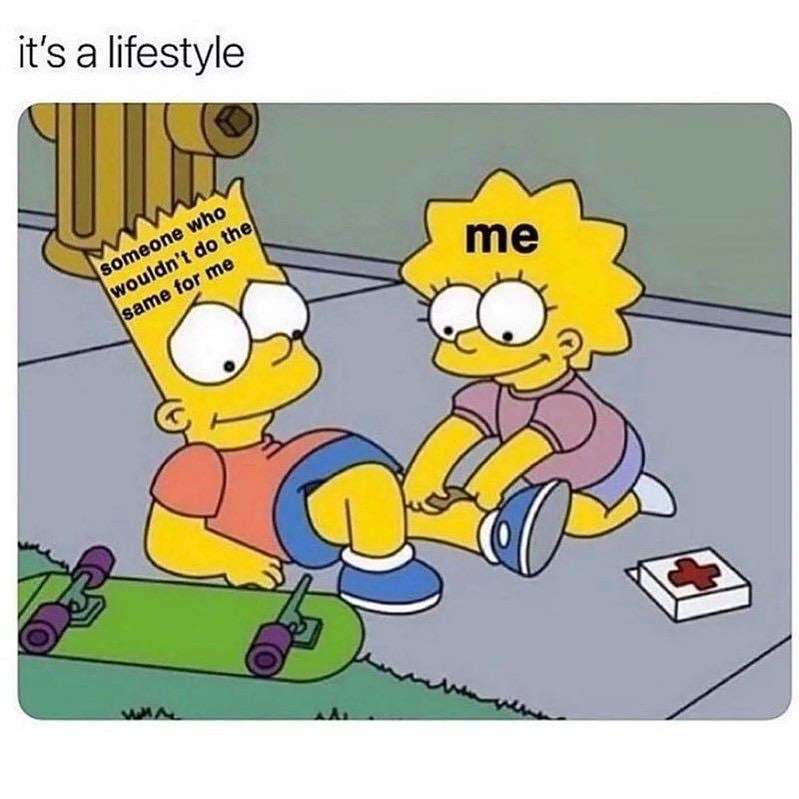 it's a lifestyle
someone who
wouldn't do the
same for me
me